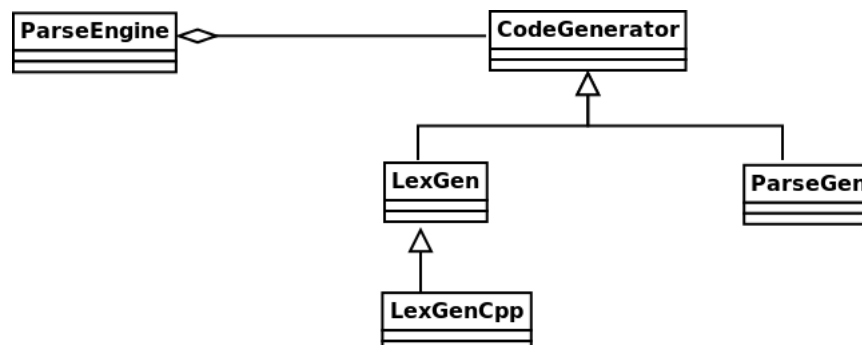 ParseEngine
CodeGenerator
LexGen
ParseGen
LexGenCpp